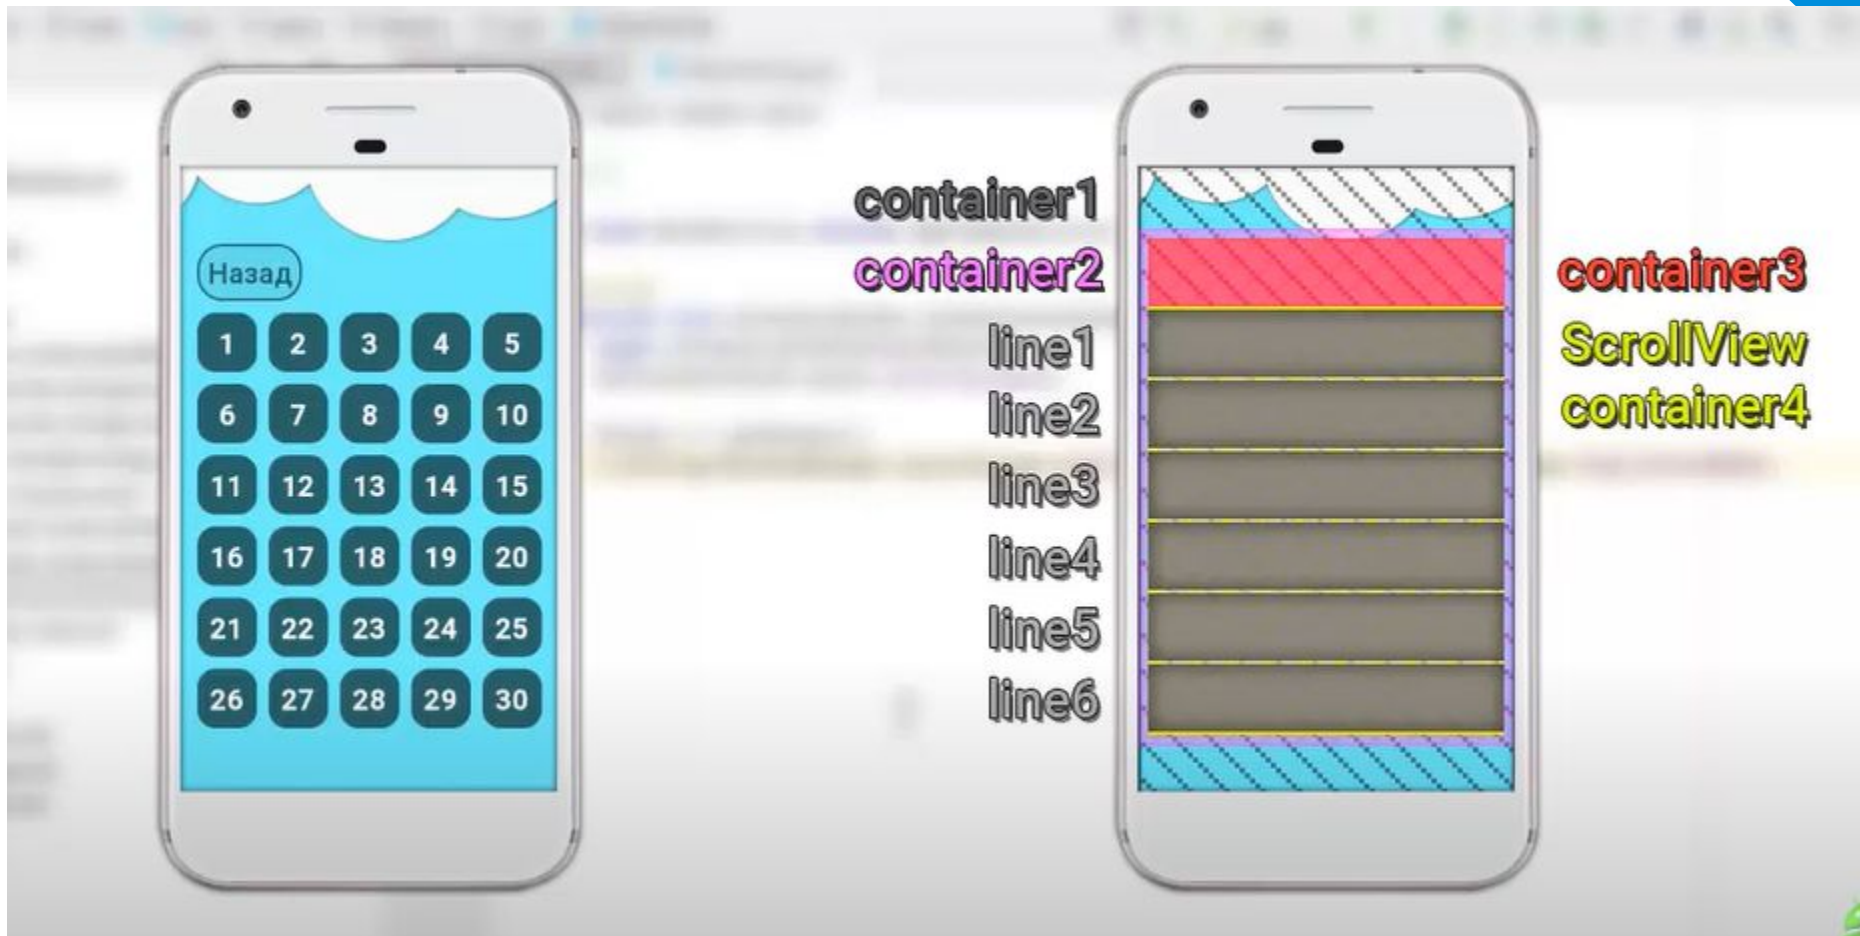 Назад
1 2 3 4 5
6 7 8 9 10
11 12 13 14 15
16 17 18 19 20
21 22 23 24 25
26 27 28 29 30
container1
container2
line1
line2
line3
line4
line5
line6
container3
ScrollView
container4